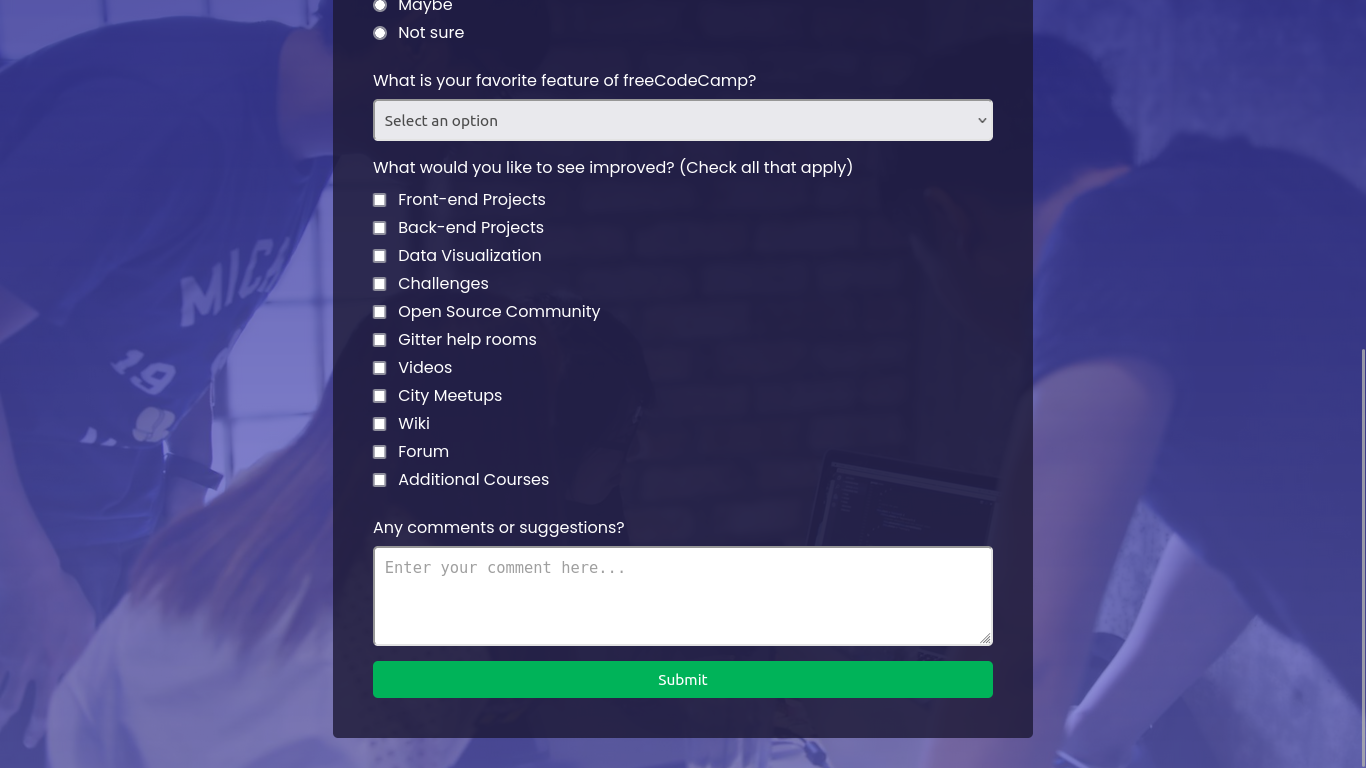 Maybe
Not sure
What is your favorite feature of freeCodeCamp?
Select an option
What would you like to see improved? (Check all that apply)
Front-end Projects
Back-end Projects
Data Visualization
Challenges
Open Source Community
Gitter help rooms
Videos
City Meetups
Wiki
Forum
Additional Courses
Any comments or suggestions?
Enter your comment here...
Submit
19